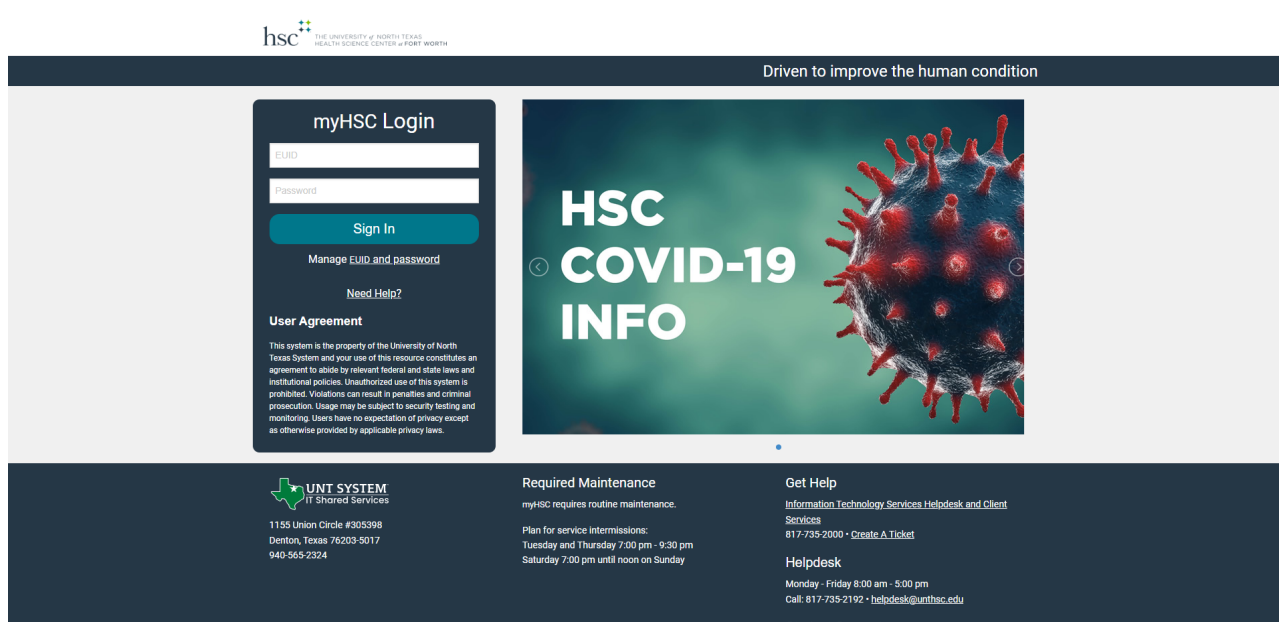 hsc THE UNIVERSITY of NORTH TEXAS
HEALTH SCIENCE CENTER at FORT WORTH
Driven to improve the human condition
myHSC Login
EUID
Password
Sign In
Manage EUID and password
Need Help?
User Agreement
This system is the property of the University of North
Texas System and your use of this resource constitutes an
agreement to abide by relevant federal and state laws and
institutional policies. Unauthorized use of this system is
prohibited. Violations can result in penalties and criminal
prosecution. Usage may be subject to security testing and
monitoring. Users have no expectation of privacy except
as otherwise provided by applicable privacy laws.
HSC
COVID-19
INFO
UNT SYSTEM
IT Shared Services
1155 Union Circle #305398
Denton, Texas 76203-5017
940-565-2324
Required Maintenance
myHSC requires routine maintenance.
Plan for service intermissions:
Tuesday and Thursday 7:00 pm - 9:30 pm
Saturday 7:00 pm until noon on Sunday
Get Help
Information Technology Services Helpdesk and Client
Services
817-735-2000 • Create A Ticket
Helpdesk
Monday - Friday 8:00 am - 5:00 pm
Call: 817-735-2192 • helpdesk@unthsc.edu